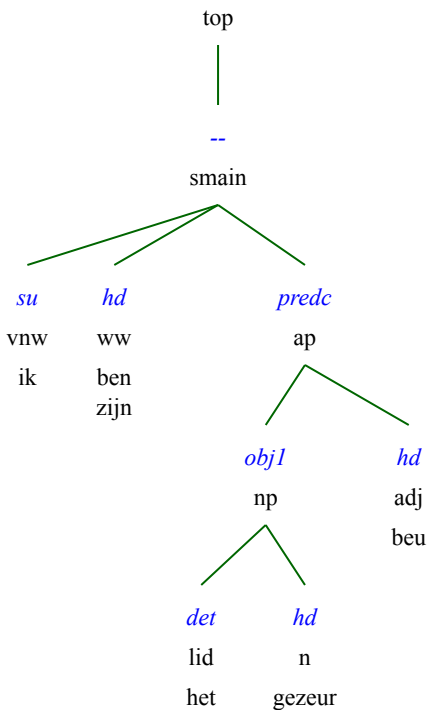 top
--
smain
su hd predc
vnw ww ap
ik ben
zijn
obj1 hd
np adj
beu
det hd
lid n
het gezeur